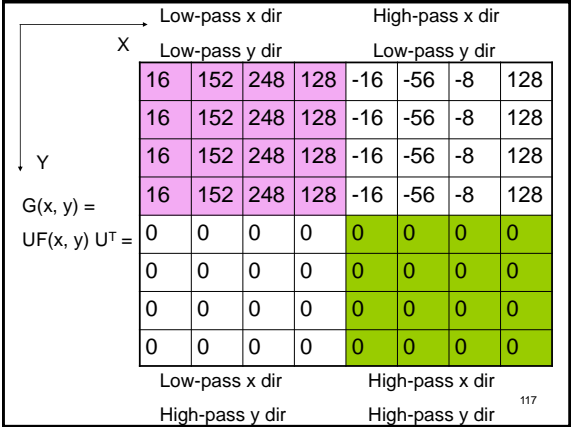 Low-pass x dir High-pass x dir
X Low-pass y dir Low-pass y dir
16 152 248 128 -16 -56 -8 128
16 152 248 128 -16 -56 -8 128
16 152 248 128 -16 -56 -8 128
Y
16 152 248 128 -16 -56 -8 128
G(x, y) =
UF(x, y) Uᵀ = 0 0 0 0 0 0 0 0
0 0 0 0 0 0 0 0
0 0 0 0 0 0 0 0
0 0 0 0 0 0 0 0
Low-pass x dir High-pass x dir
High-pass y dir High-pass y dir
117